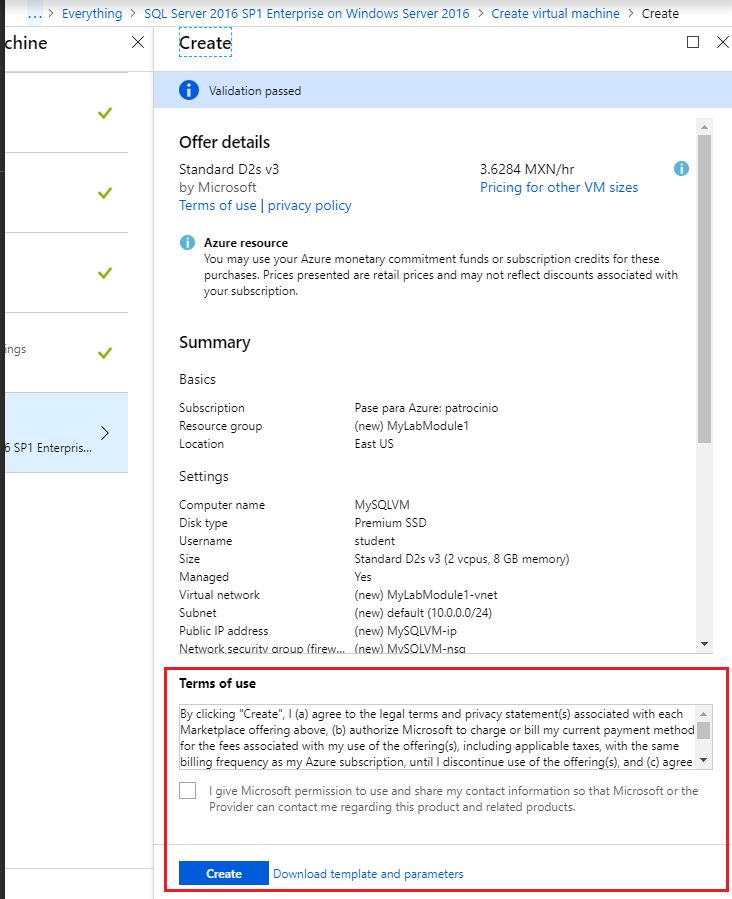 ... > Everything > SQL Server 2016 SP1 Enterprise on Windows Server 2016 > Create virtual machine > Create
chine
ings
6 SP1 Enterpris...
Create
Validation passed
Offer details
Standard D2s v3 3.6284 MXN/hr
by Microsoft Pricing for other VM sizes
Terms of use | privacy policy
Azure resource
You may use your Azure monetary commitment funds or subscription credits for these
purchases. Prices presented are retail prices and may not reflect discounts associated with
your subscription.
Summary
Basics
Subscription Pase para Azure: patrocinio
Resource group (new) MyLabModule1
Location East US
Settings
Computer name MySQLVM
Disk type Premium SSD
Username student
Size Standard D2s v3 (2 vcpus, 8 GB memory)
Managed Yes
Virtual network (new) MyLabModule1-vnet
Subnet (new) default (10.0.0.0/24)
Public IP address (new) MySQLVM-ip
Network security group (firew... (new) MySQLVM-nsg
Terms of use
By clicking "Create", I (a) agree to the legal terms and privacy statement(s) associated with each
Marketplace offering above, (b) authorize Microsoft to charge or bill my current payment method
for the fees associated with my use of the offering(s), including applicable taxes, with the same
billing frequency as my Azure subscription, until I discontinue use of the offering(s), and (c) agree
I give Microsoft permission to use and share my contact information so that Microsoft or the
Provider can contact me regarding this product and related products.
Create Download template and parameters